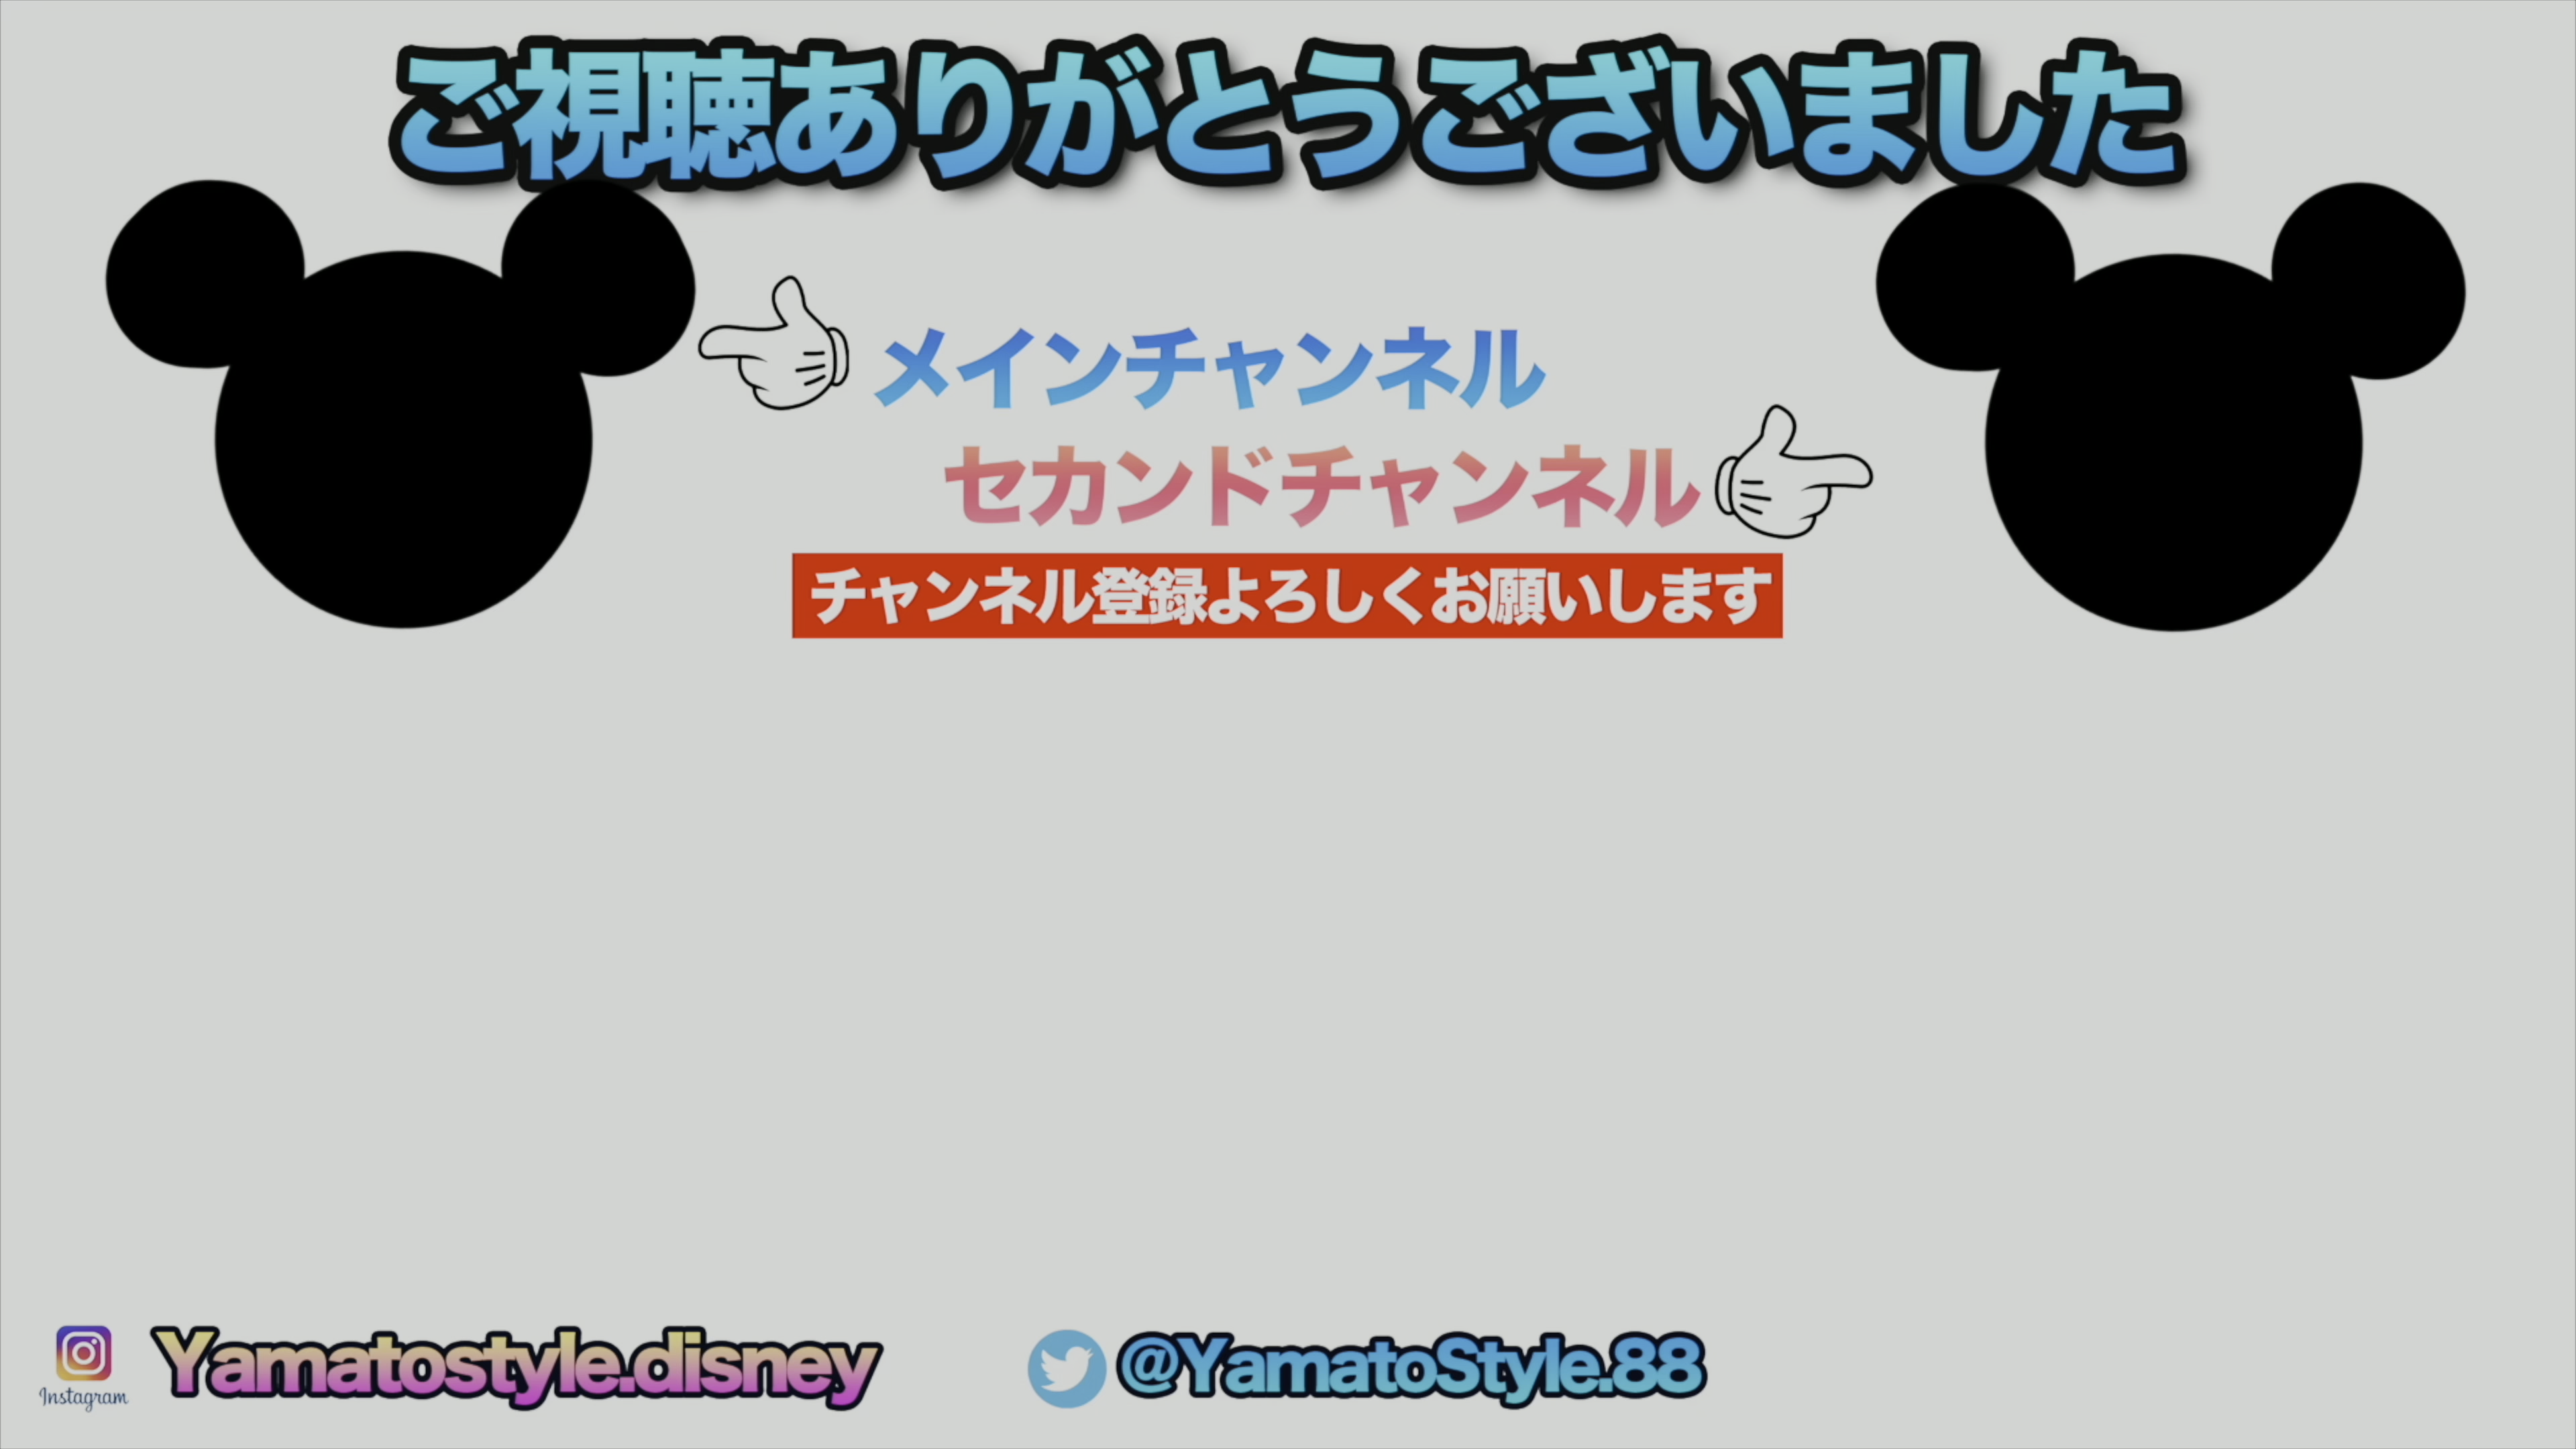 ご視聴ありがとうございました
メインチャンネル
セカンドチャンネル
チャンネル登録よろしくお願いします
Instagram
Yamatostyle.disney
@YamatoStyle.88